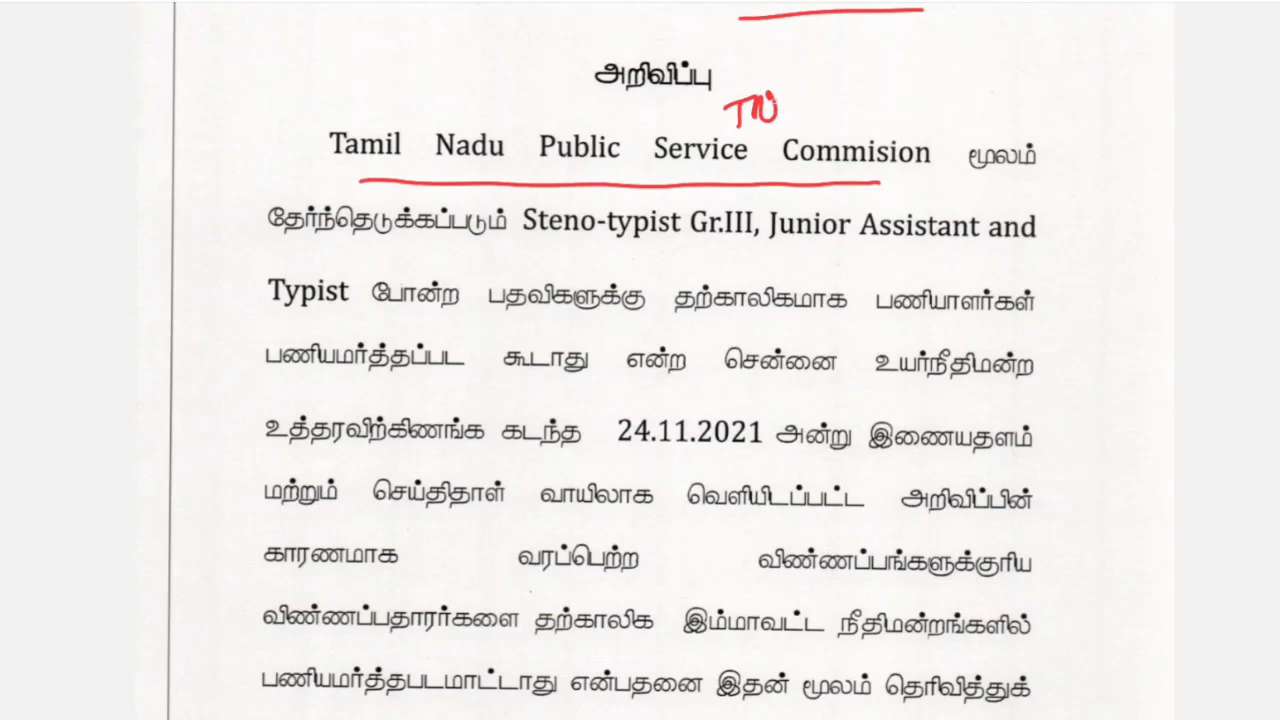 அறிவிப்பு
TN
Tamil Nadu Public Service Commision மூலம்
தேர்ந்தெடுக்கப்படும் Steno-typist Gr.III, Junior Assistant and
Typist போன்ற பதவிகளுக்கு தற்காலிகமாக பணியாளர்கள்
பணியமர்த்தப்பட கூடாது என்ற சென்னை உயர்நீதிமன்ற
உத்தரவிற்கிணங்க கடந்த 24.11.2021 அன்று இணையதளம்
மற்றும் செய்திதாள் வாயிலாக வெளியிடப்பட்ட அறிவிப்பின்
காரணமாக வரப்பெற்ற விண்ணப்பங்களுக்குரிய
விண்ணப்பதாரர்களை தற்காலிக இம்மாவட்ட நீதிமன்றங்களில்
பணியமர்த்தபடமாட்டாது என்பதனை இதன் மூலம் தெரிவித்துக்